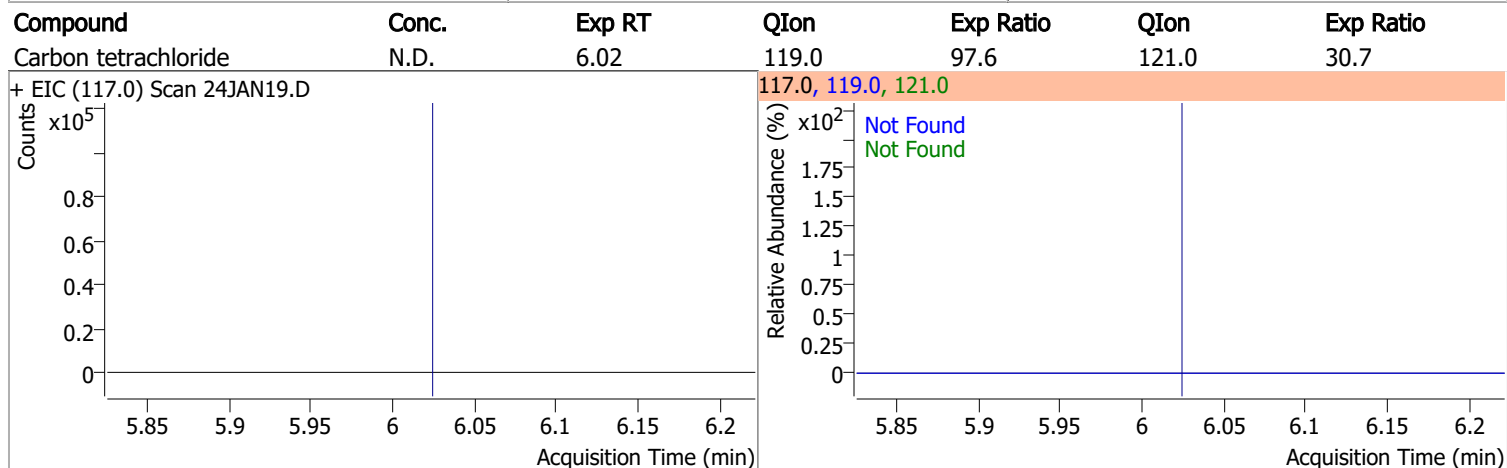 Compound Conc. Exp RT QIon Exp Ratio QIon Exp Ratio
Carbon tetrachloride N.D. 6.02 119.0 97.6 121.0 30.7
+ EIC (117.0) Scan 24JAN19.D
Counts
x10^5
0.8
0.6
0.4
0.2
0
5.85 5.9 5.95 6 6.05 6.1 6.15 6.2
Acquisition Time (min)
117.0, 119.0, 121.0
Relative Abundance (%)
x10^2
Not Found
Not Found
1.75
1.5
1.25
1
0.75
0.5
0.25
0
5.85 5.9 5.95 6 6.05 6.1 6.15 6.2
Acquisition Time (min)